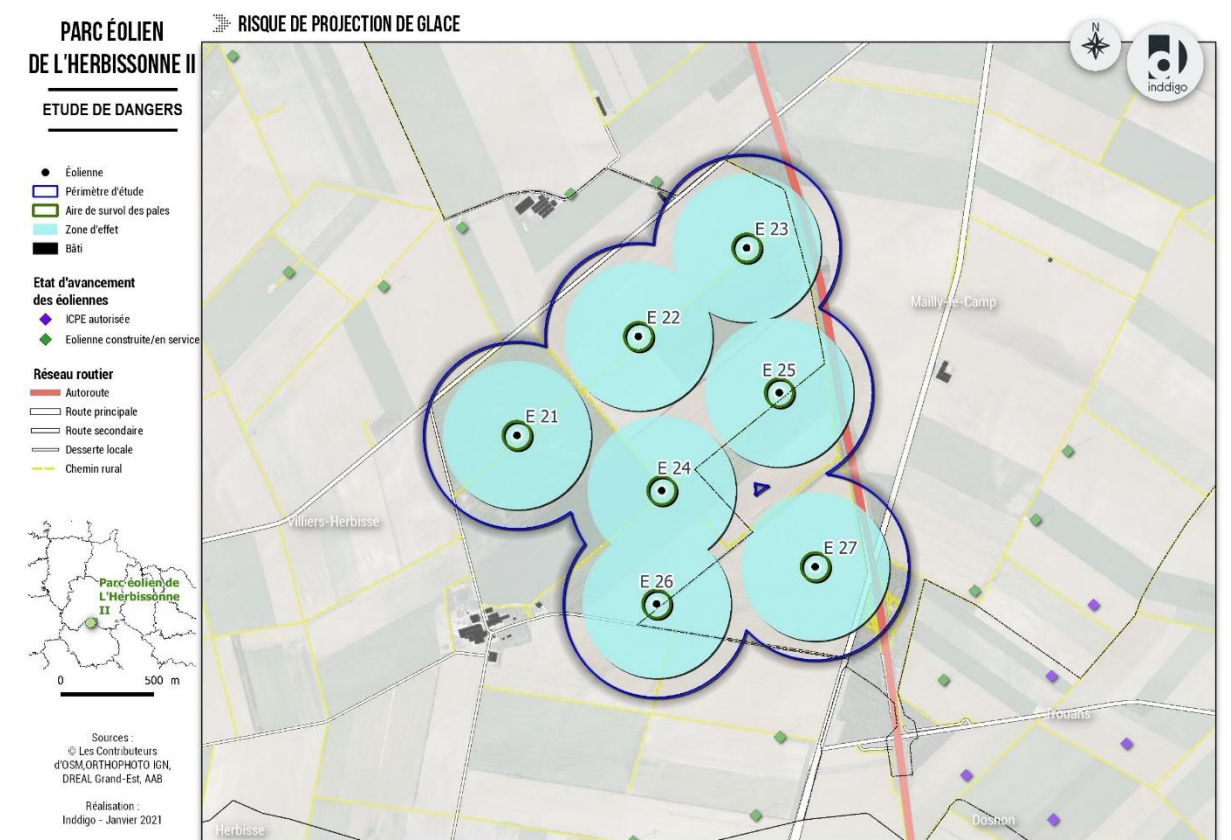 PARC ÉOLIEN
DE L'HERBISSONNE II
ETUDE DE DANGERS
RISQUE DE PROJECTION DE GLACE
N
inddigo
Éolienne
Périmètre d'étude
Aire de survol des pales
Zone d'effet
Bâti
Etat d'avancement
des éoliennes
ICPE autorisée
Eolienne construite/en service
Réseau routier
Autoroute
Route principale
Route secondaire
Desserte locale
Chemin rural
Parc éolien de
L'Herbissonne
II
0 500 m
Sources :
© Les Contributeurs
d'OSM,ORTHOPHOTO IGN,
DREAL Grand-Est, AAB
Réalisation :
Inddigo - Janvier 2021
E 23
E 22
E 25
E 21
E 24
E 27
E 26
Mailly-le-Camp
Villiers-Herbisse
Trouans
Dosnon
Herbisse